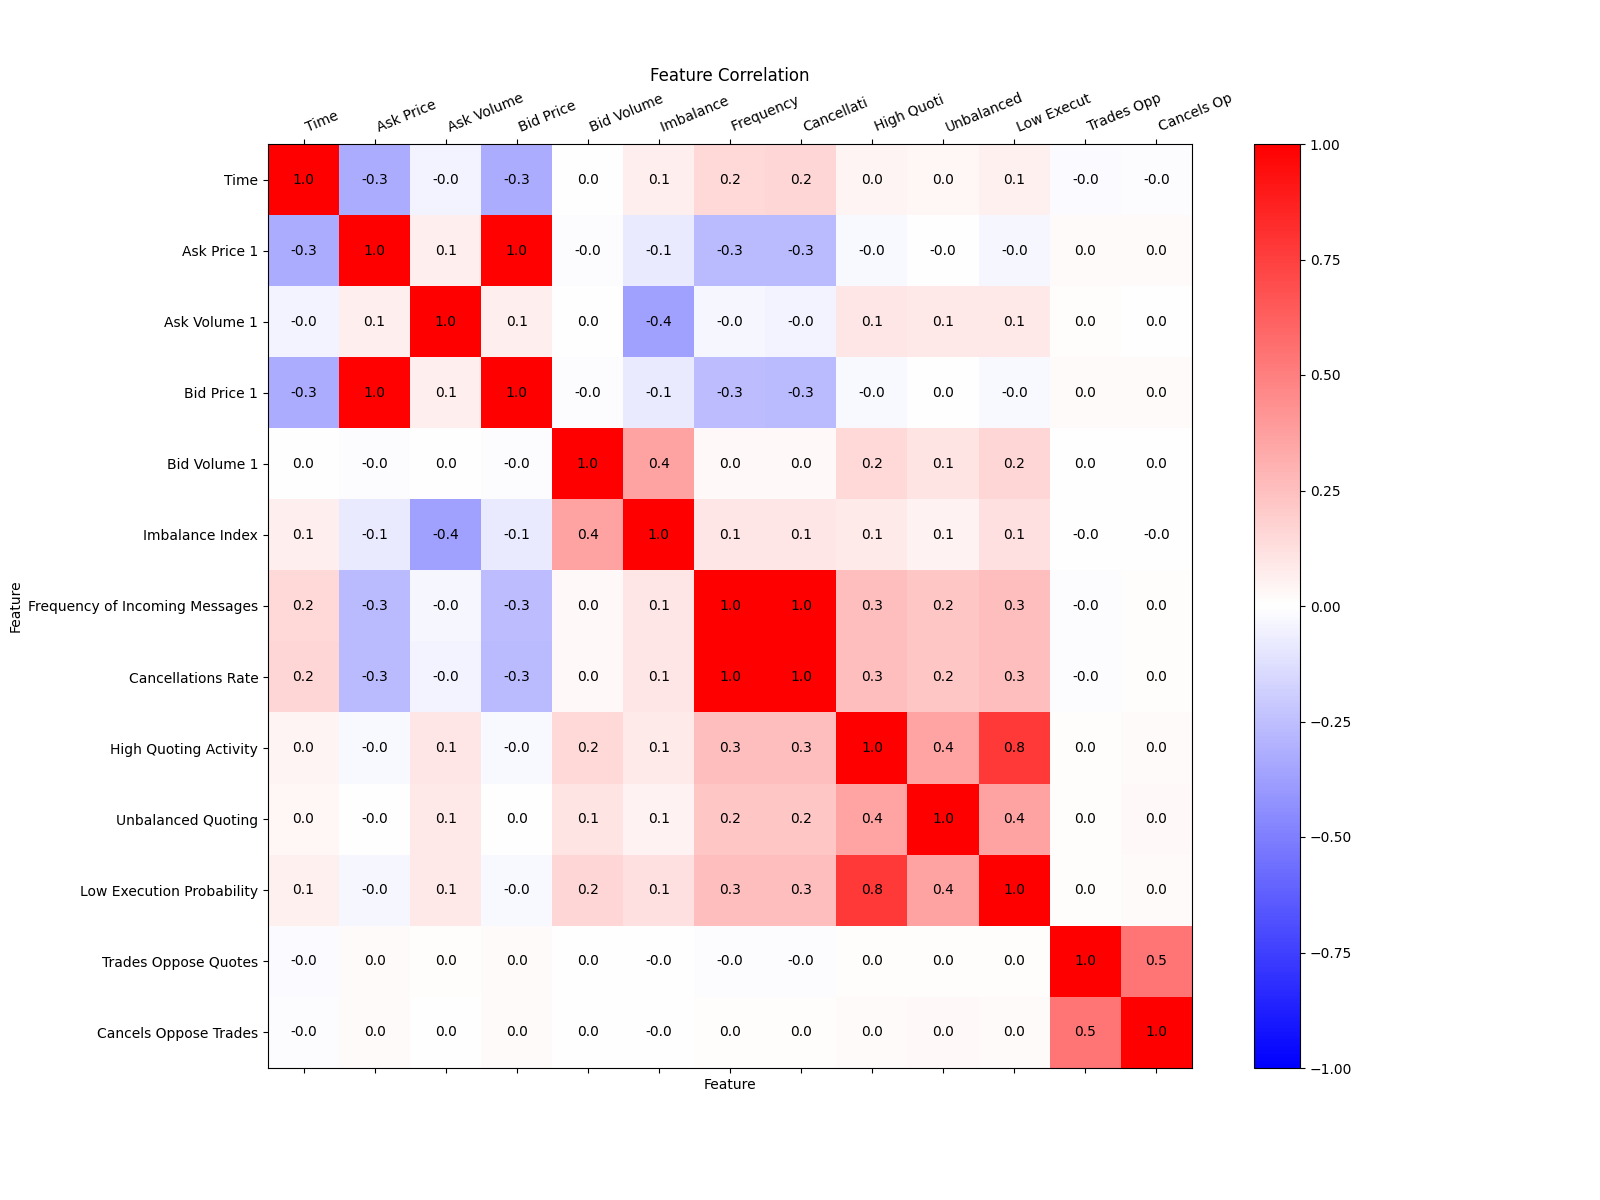 Feature Correlation
Time Ask Price Ask Volume Bid Price Bid Volume Imbalance Frequency Cancellati High Quoti Unbalanced Low Execut Trades Opp Cancels Op
Time 1.0 -0.3 -0.0 -0.3 0.0 0.1 0.2 0.2 0.0 0.0 0.1 -0.0 -0.0
Ask Price 1 -0.3 1.0 0.1 1.0 -0.0 -0.1 -0.3 -0.3 -0.0 -0.0 -0.0 0.0 0.0
Ask Volume 1 -0.0 0.1 1.0 0.1 0.0 -0.4 -0.0 -0.0 0.1 0.1 0.1 0.0 0.0
Bid Price 1 -0.3 1.0 0.1 1.0 -0.0 -0.1 -0.3 -0.3 -0.0 0.0 -0.0 0.0 0.0
Bid Volume 1 0.0 -0.0 0.0 -0.0 1.0 0.4 0.0 0.0 0.2 0.1 0.2 0.0 0.0
Imbalance Index 0.1 -0.1 -0.4 -0.1 0.4 1.0 0.1 0.1 0.1 0.1 0.1 -0.0 -0.0
Frequency of Incoming Messages 0.2 -0.3 -0.0 -0.3 0.0 0.1 1.0 1.0 0.3 0.2 0.3 -0.0 0.0
Cancellations Rate 0.2 -0.3 -0.0 -0.3 0.0 0.1 1.0 1.0 0.3 0.2 0.3 -0.0 0.0
High Quoting Activity 0.0 -0.0 0.1 -0.0 0.2 0.1 0.3 0.3 1.0 0.4 0.8 0.0 0.0
Unbalanced Quoting 0.0 -0.0 0.1 0.0 0.1 0.1 0.2 0.2 0.4 1.0 0.4 0.0 0.0
Low Execution Probability 0.1 -0.0 0.1 -0.0 0.2 0.1 0.3 0.3 0.8 0.4 1.0 0.0 0.0
Trades Oppose Quotes -0.0 0.0 0.0 0.0 0.0 -0.0 -0.0 -0.0 0.0 0.0 0.0 1.0 0.5
Cancels Oppose Trades -0.0 0.0 0.0 0.0 0.0 -0.0 0.0 0.0 0.0 0.0 0.0 0.5 1.0
Feature
Feature
1.00
0.75
0.50
0.25
0.00
−0.25
−0.50
−0.75
−1.00